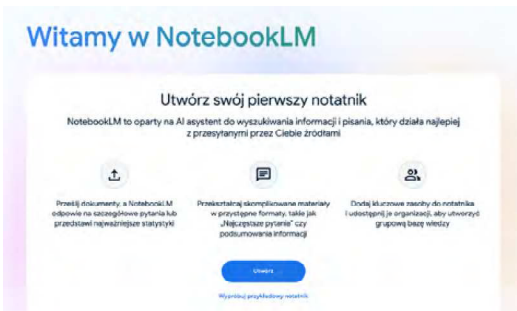 Witamy w NotebookLM
Utwórz swój pierwszy notatnik
NotebookLM to oparty na AI asystent do wyszukiwania informacji i pisania, który działa najlepiej
z przesyłanymi przez Ciebie źródłami
Prześlij dokumenty, a NotebookLM
odpowie na szczegółowe pytania lub
przedstawi najważniejsze statystyki
Przekształcaj skomplikowane materiały
w przystępne formaty, takie jak
„Najczęstsze pytania" czy
podsumowania informacji
Dodaj kluczowe zasoby do notatnika
i udostępnij je organizacji, aby utworzyć
grupową bazę wiedzy
Utwórz
Wypróbuj przykładowy notatnik